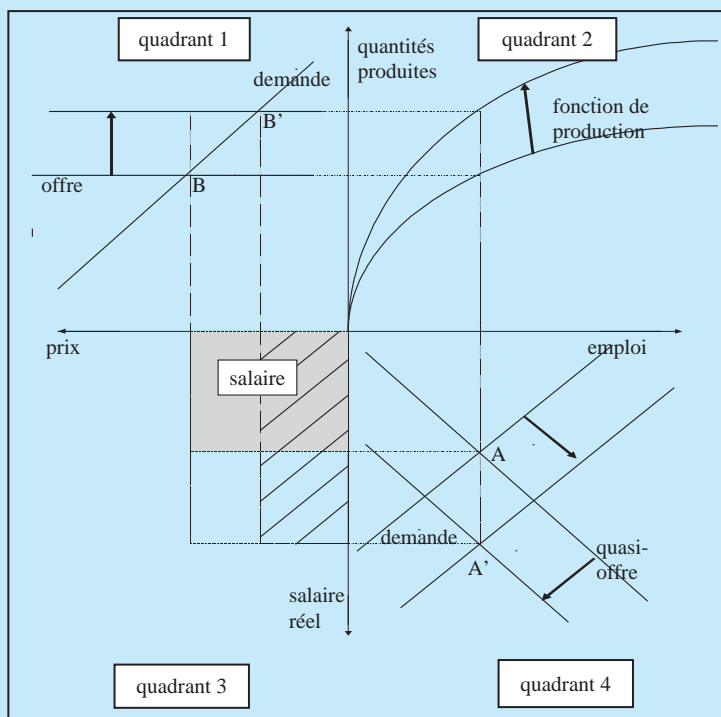 quadrant 1
quantités
produites
quadrant 2
demande
B'
fonction de
production
offre
B
prix
emploi
salaire
A
demande
A'
quasi-
offre
salaire
réel
quadrant 3
quadrant 4